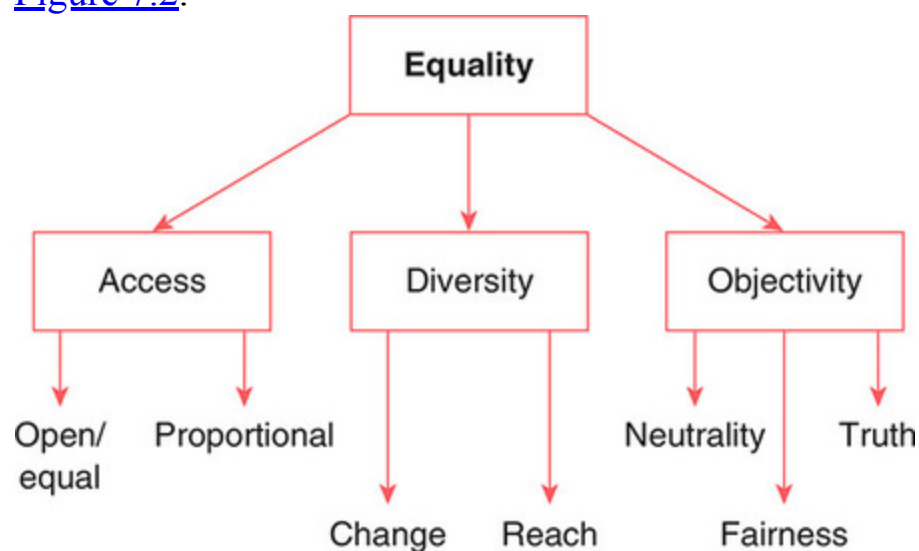 Figure 7.2.
Equality
Access
Diversity
Objectivity
Open/
equal
Proportional
Neutrality
Truth
Change
Reach
Fairness